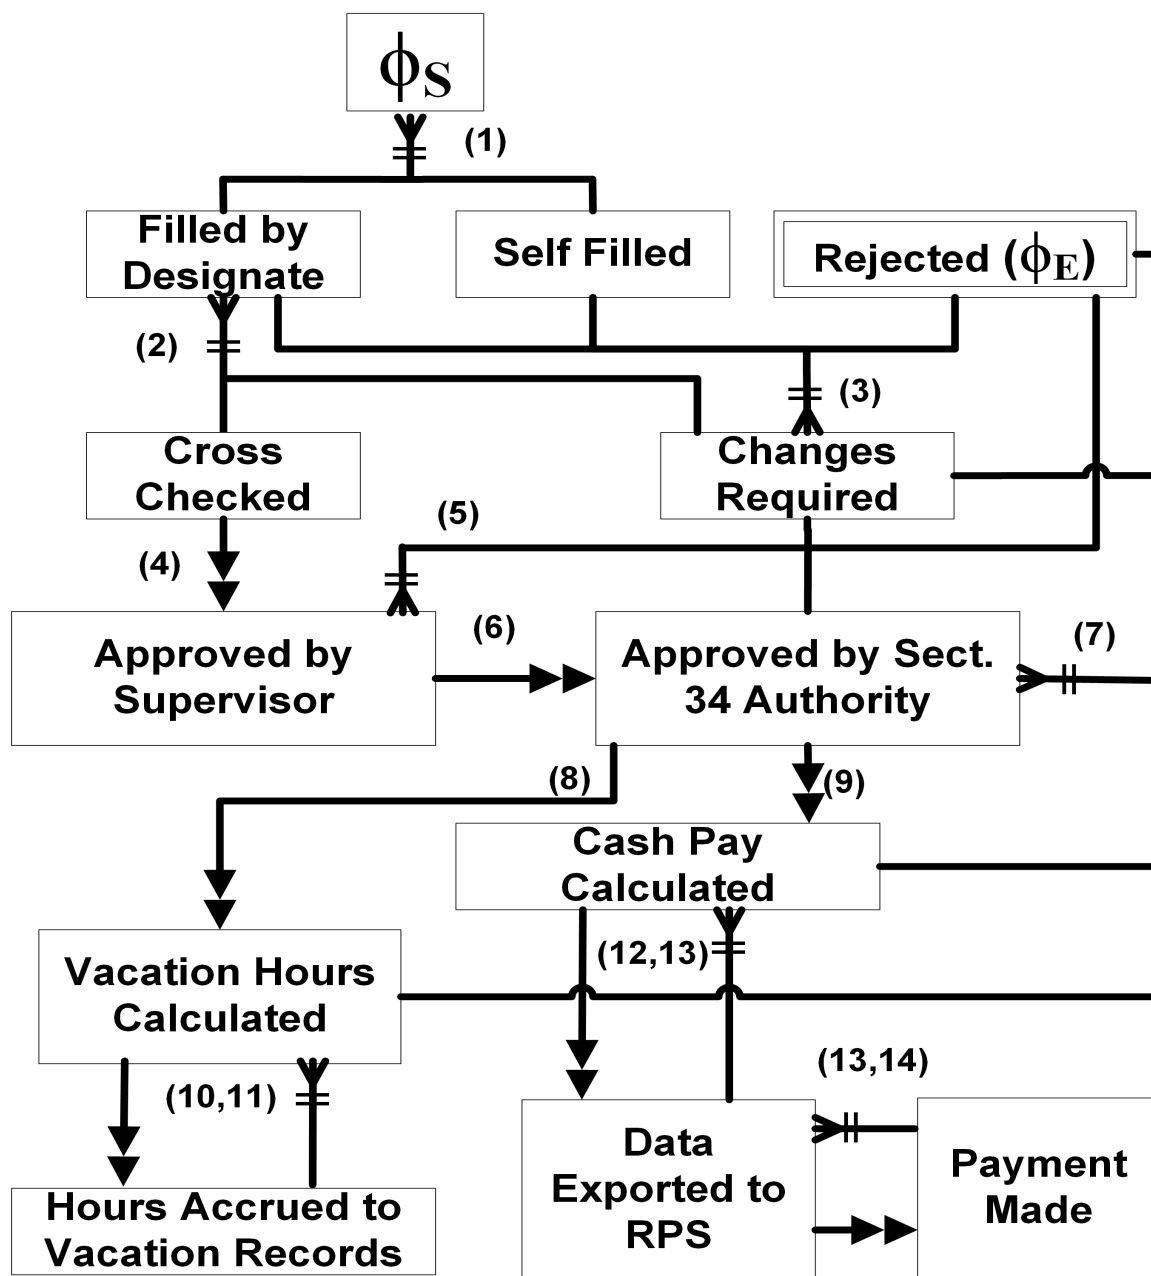 ϕS
(1)
Filled by
Designate
Self Filled
Rejected (ϕE)
(2)
(3)
Cross
Checked
Changes
Required
(5)
(4)
Approved by
Supervisor
(6)
Approved by Sect.
34 Authority
(7)
(8)
(9)
Cash Pay
Calculated
(12,13)
Vacation Hours
Calculated
(10,11)
(13,14)
Data
Exported to
RPS
Payment
Made
Hours Accrued to
Vacation Records